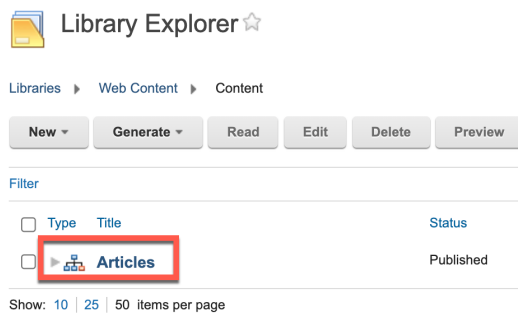 Library Explorer
Libraries Web Content Content
New Generate Read Edit Delete Preview
Filter
Type Title Status
Articles Published
Show: 10 25 50 items per page